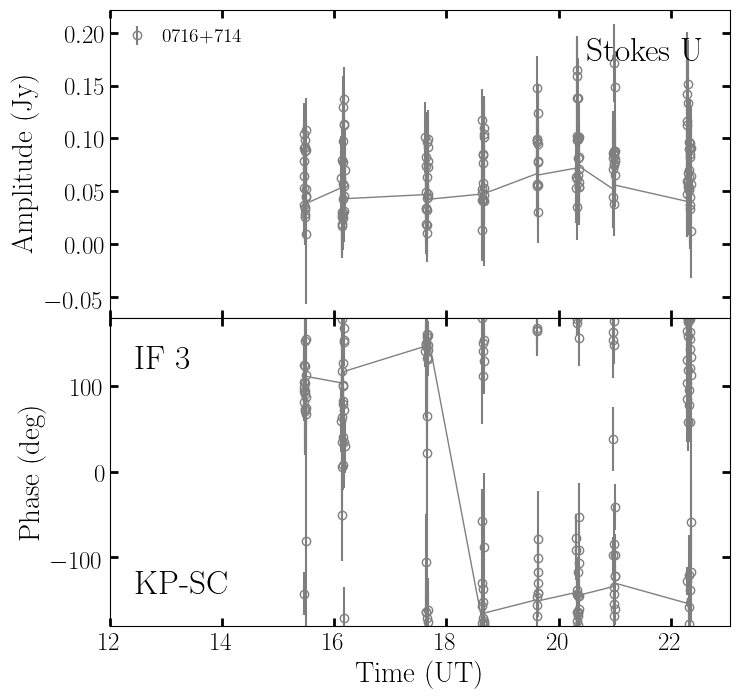 0.20
0716+714
Stokes U
0.15
0.10
0.05
0.00
−0.05
Amplitude (Jy)
IF 3
100
0
−100
Phase (deg)
KP-SC
12 14 16 18 20 22
Time (UT)